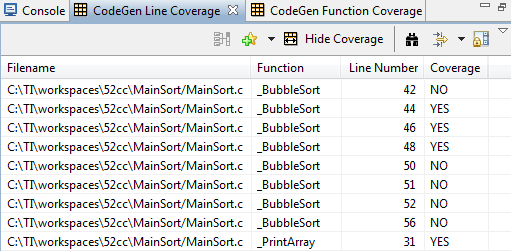 Console CodeGen Line Coverage CodeGen Function Coverage
Hide Coverage
Filename Function Line Number Coverage
C:\TI\workspaces\52cc\MainSort/MainSort.c _BubbleSort 42 NO
C:\TI\workspaces\52cc\MainSort/MainSort.c _BubbleSort 44 YES
C:\TI\workspaces\52cc\MainSort/MainSort.c _BubbleSort 46 YES
C:\TI\workspaces\52cc\MainSort/MainSort.c _BubbleSort 48 YES
C:\TI\workspaces\52cc\MainSort/MainSort.c _BubbleSort 50 NO
C:\TI\workspaces\52cc\MainSort/MainSort.c _BubbleSort 51 NO
C:\TI\workspaces\52cc\MainSort/MainSort.c _BubbleSort 52 NO
C:\TI\workspaces\52cc\MainSort/MainSort.c _BubbleSort 56 NO
C:\TI\workspaces\52cc\MainSort/MainSort.c _PrintArray 31 YES